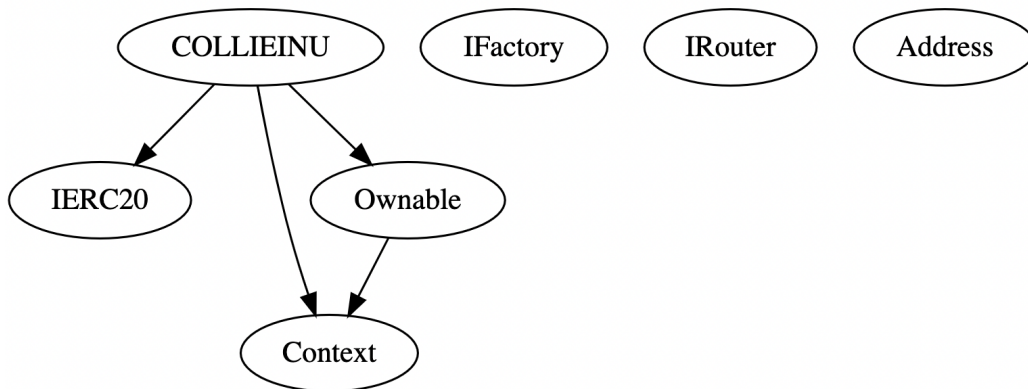 COLLIEINU
IFactory
IRouter
Address
IERC20
Ownable
Context